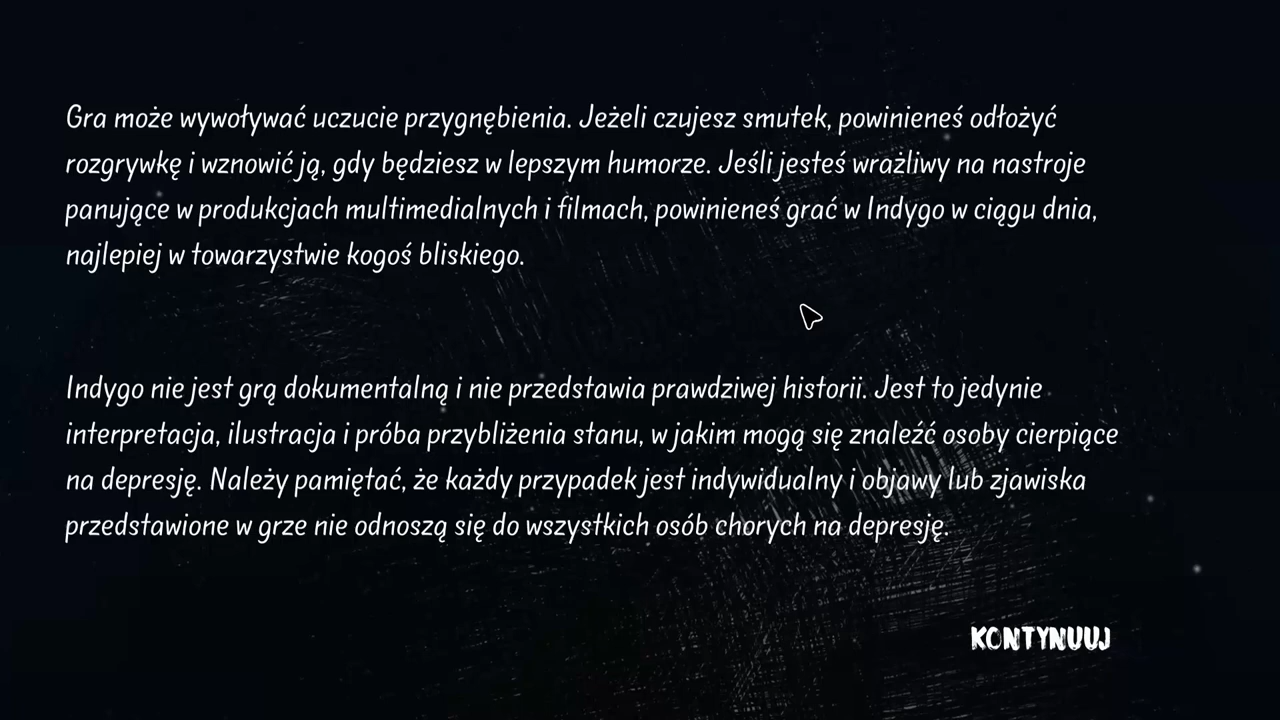 Gra może wywoływać uczucie przygnębienia. Jeżeli czujesz smutek, powinieneś odłożyć
rozgrywkę i wznowić ją, gdy będziesz w lepszym humorze. Jeśli jesteś wrażliwy na nastroje
panujące w produkcjach multimedialnych i filmach, powinieneś grać w Indygo w ciągu dnia,
najlepiej w towarzystwie kogoś bliskiego.
Indygo nie jest grą dokumentalną i nie przedstawia prawdziwej historii. Jest to jedynie
interpretacja, ilustracja i próba przybliżenia stanu, w jakim mogą się znaleźć osoby cierpiące
na depresję. Należy pamiętać, że każdy przypadek jest indywidualny i objawy lub zjawiska
przedstawione w grze nie odnoszą się do wszystkich osób chorych na depresję.
KONTYNUUJ